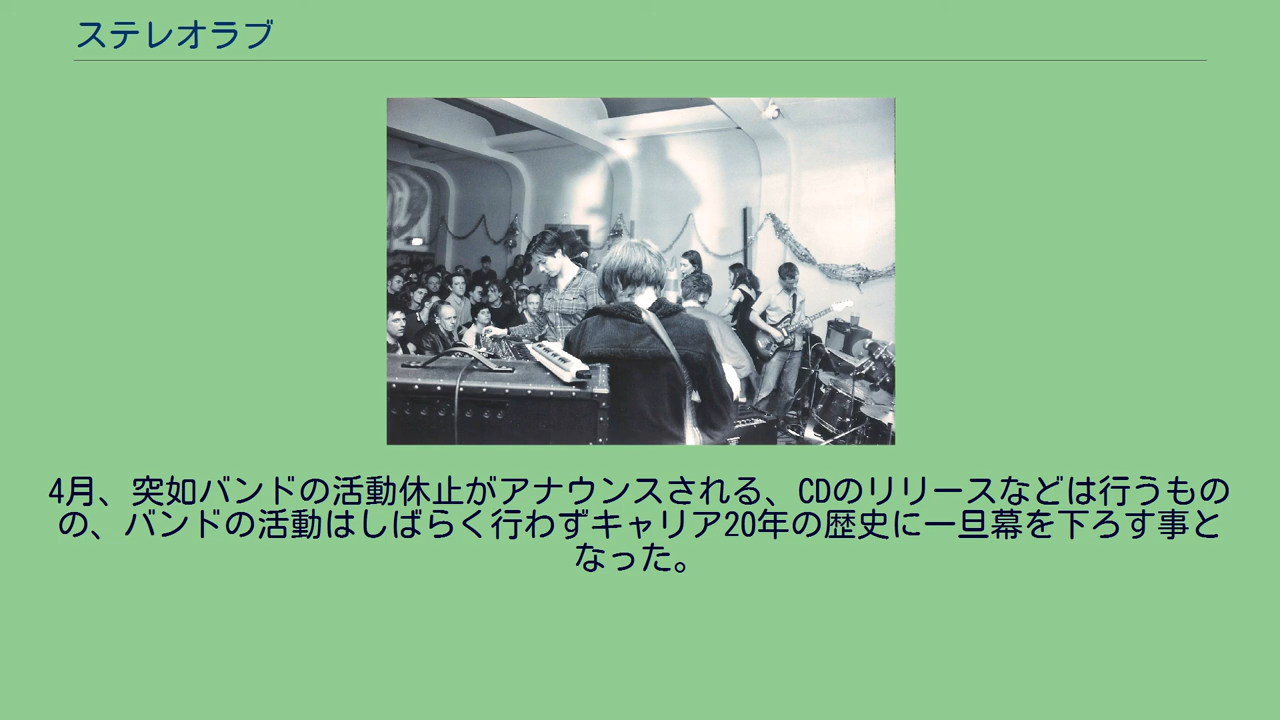 ステレオラブ
4月、突如バンドの活動休止がアナウンスされる、CDのリリースなどは行うもの
の、バンドの活動はしばらく行わずキャリア20年の歴史に一旦幕を下ろす事と
なった。